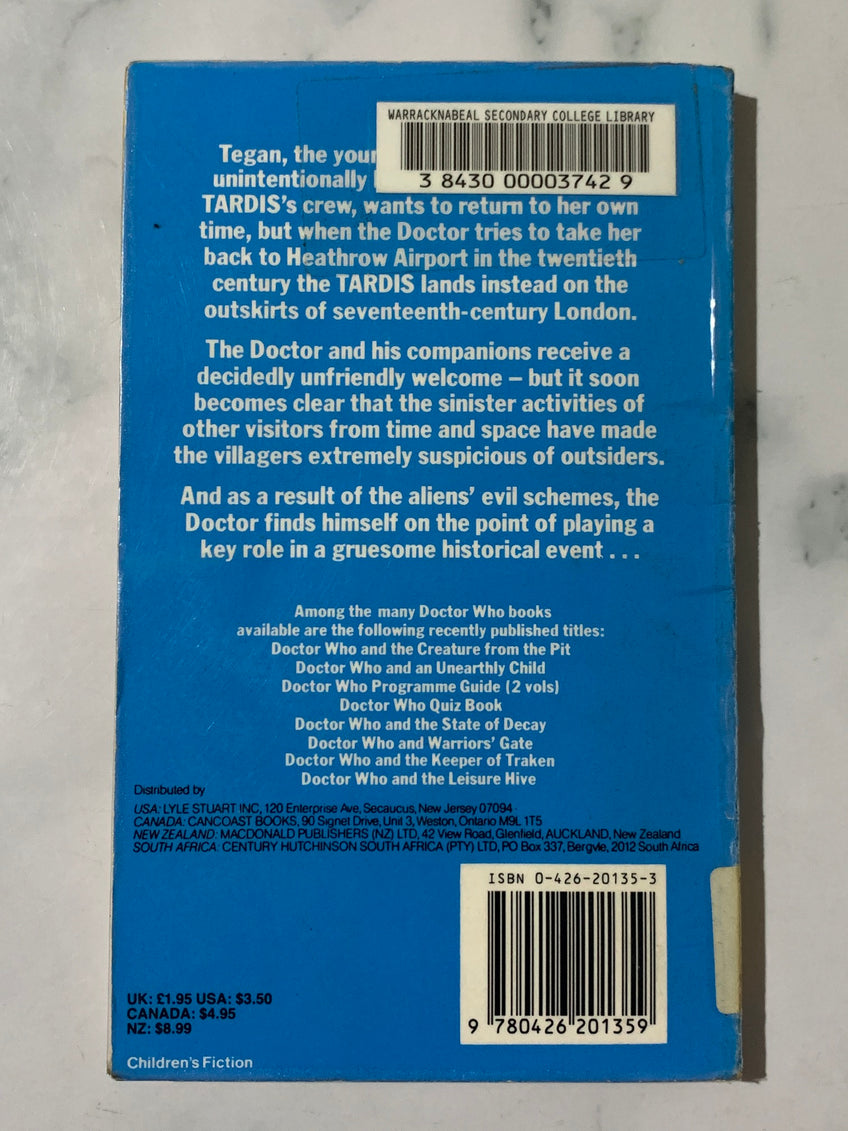 WARRACKNABEAL SECONDARY COLLEGE LIBRARY
3 8430 00003742 9
Tegan, the
unintentionally
TARDIS's crew, wants to return to her own
time, but when the Doctor tries to take her
back to Heathrow Airport in the twentieth
century the TARDIS lands instead on the
outskirts of seventeenth-century London.
The Doctor and his companions receive a
decidedly unfriendly welcome – but it soon
becomes clear that the sinister activities of
other visitors from time and space have made
the villagers extremely suspicious of outsiders.
And as a result of the aliens' evil schemes, the
Doctor finds himself on the point of playing a
key role in a gruesome historical event . . .
Among the many Doctor Who books
available are the following recently published titles:
Doctor Who and the Creature from the Pit
Doctor Who and an Unearthly Child
Doctor Who Programme Guide (2 vols)
Doctor Who Quiz Book
Doctor Who and the State of Decay
Doctor Who and Warriors' Gate
Doctor Who and the Keeper of Traken
Doctor Who and the Leisure Hive
Distributed by
USA: LYLE STUART INC, 120 Enterprise Ave, Secaucus, New Jersey 07094
CANADA: CANCOAST BOOKS, 90 Signet Drive, Unit 3, Weston, Ontario M9L 1T5
NEW ZEALAND: MACDONALD PUBLISHERS (NZ) LTD, 42 View Road, Glenfield, AUCKLAND, New Zealand
SOUTH AFRICA: CENTURY HUTCHINSON SOUTH AFRICA (PTY) LTD, PO Box 337, Bergvie, 2012 South Africa
ISBN 0-426-20135-3
9 780426 201359
UK: £1.95 USA: $3.50
CANADA: $4.95
NZ: $8.99
Children's Fiction